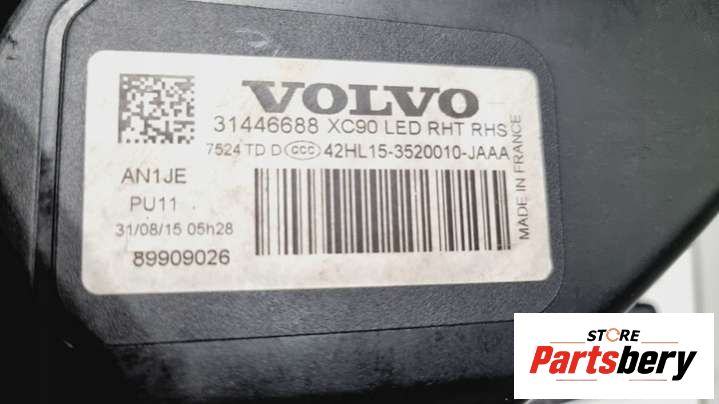 VOLVO
31446688 XC90 LED RHT RHS
7524 TD D CCC 42HL15-3520010-JAAA
AN1JE
PU11
31/08/15 05h28
89909026
MADE IN FRANCE
STORE
Partsbery